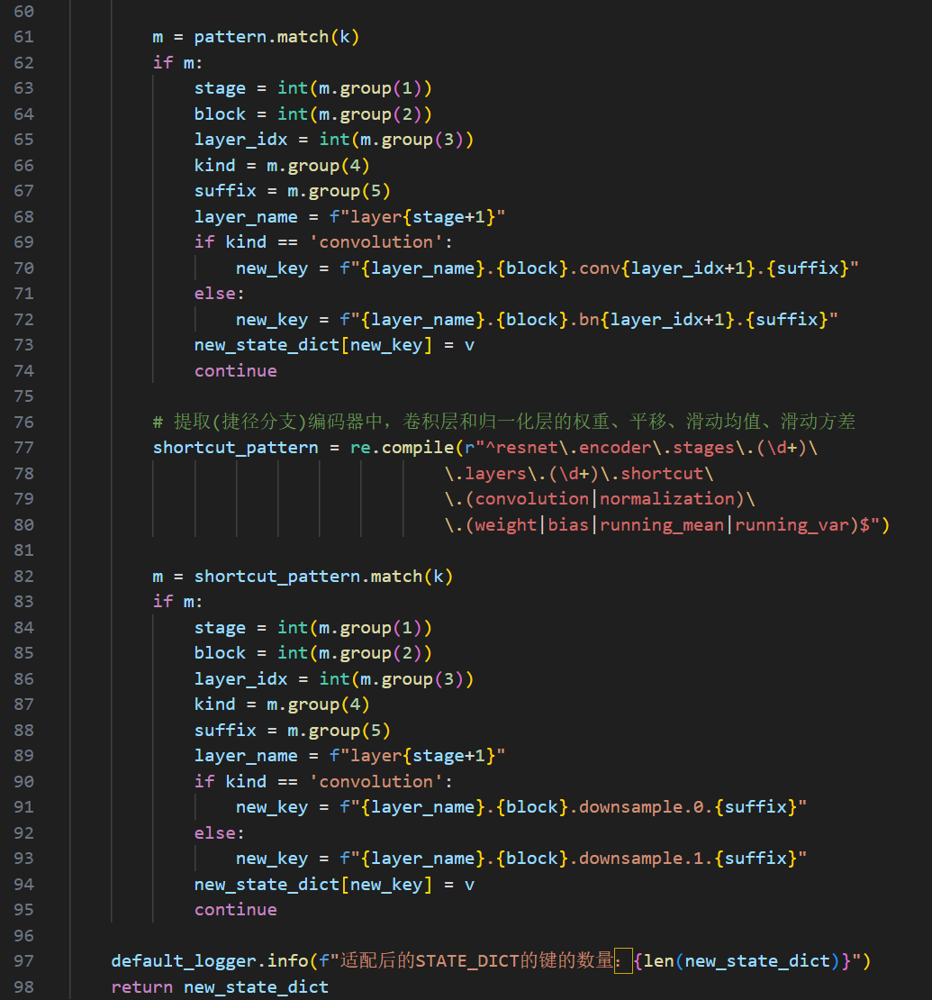 60
61 m = pattern.match(k)
62 if m:
63 stage = int(m.group(1))
64 block = int(m.group(2))
65 layer_idx = int(m.group(3))
66 kind = m.group(4)
67 suffix = m.group(5)
68 layer_name = f"layer{stage+1}"
69 if kind == 'convolution':
70 new_key = f"{layer_name}.{block}.conv{layer_idx+1}.{suffix}"
71 else:
72 new_key = f"{layer_name}.{block}.bn{layer_idx+1}.{suffix}"
73 new_state_dict[new_key] = v
74 continue
75
76 # 提取(捷径分支)编码器中，卷积层和归一化层的权重、平移、滑动均值、滑动方差
77 shortcut_pattern = re.compile(r"^resnet\.encoder\.stages\.(\d+)\
78 \.layers\.(\d+)\.shortcut\
79 \.(convolution|normalization)\
80 \.(weight|bias|running_mean|running_var)$")
81
82 m = shortcut_pattern.match(k)
83 if m:
84 stage = int(m.group(1))
85 block = int(m.group(2))
86 layer_idx = int(m.group(3))
87 kind = m.group(4)
88 suffix = m.group(5)
89 layer_name = f"layer{stage+1}"
90 if kind == 'convolution':
91 new_key = f"{layer_name}.{block}.downsample.0.{suffix}"
92 else:
93 new_key = f"{layer_name}.{block}.downsample.1.{suffix}"
94 new_state_dict[new_key] = v
95 continue
96
97 default_logger.info(f"适配后的STATE_DICT的键的数量：{len(new_state_dict)}")
98 return new_state_dict